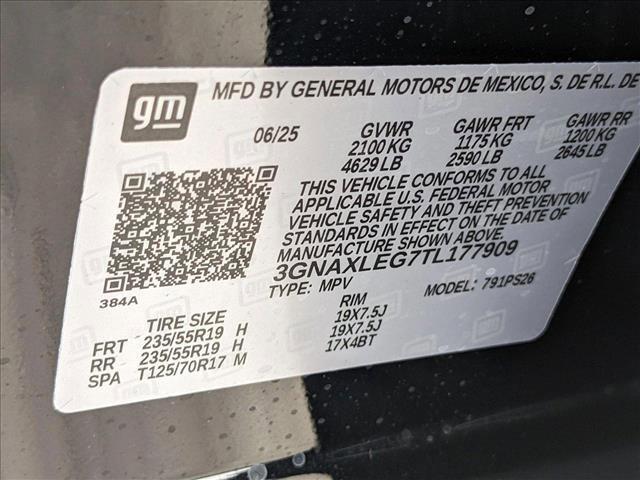 gm
MFD BY GENERAL MOTORS DE MEXICO, S. DE R.L. DE
06/25 GVWR GAWR FRT GAWR RR
2100 KG 1175 KG 1200 KG
4629 LB 2590 LB 2645 LB
THIS VEHICLE CONFORMS TO ALL
APPLICABLE U.S. FEDERAL MOTOR
VEHICLE SAFETY AND THEFT PREVENTION
STANDARDS IN EFFECT ON THE DATE OF
MANUFACTURE SHOWN ABOVE.
3GNAXLEG7TL177909
384A
TYPE: MPV MODEL: 791PS26
TIRE SIZE RIM
FRT 235/55R19 H 19X7.5J
RR 235/55R19 H 19X7.5J
SPA T125/70R17 M 17X4BT